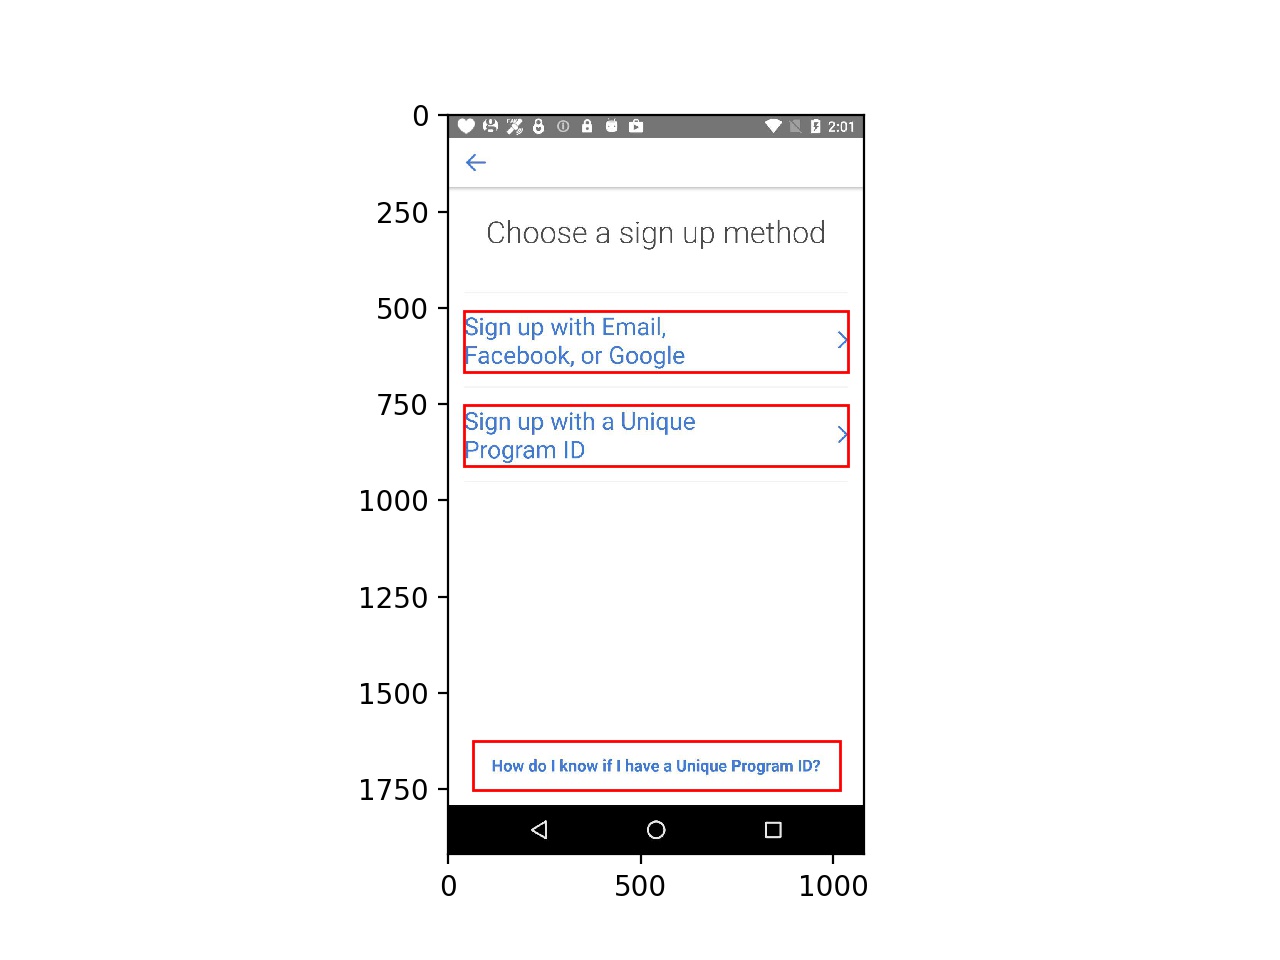 0
250
500
750
1000
1250
1500
1750
2:01
Choose a sign up method
Sign up with Email,
Facebook, or Google
Sign up with a Unique
Program ID
How do I know if I have a Unique Program ID?
0 500 1000